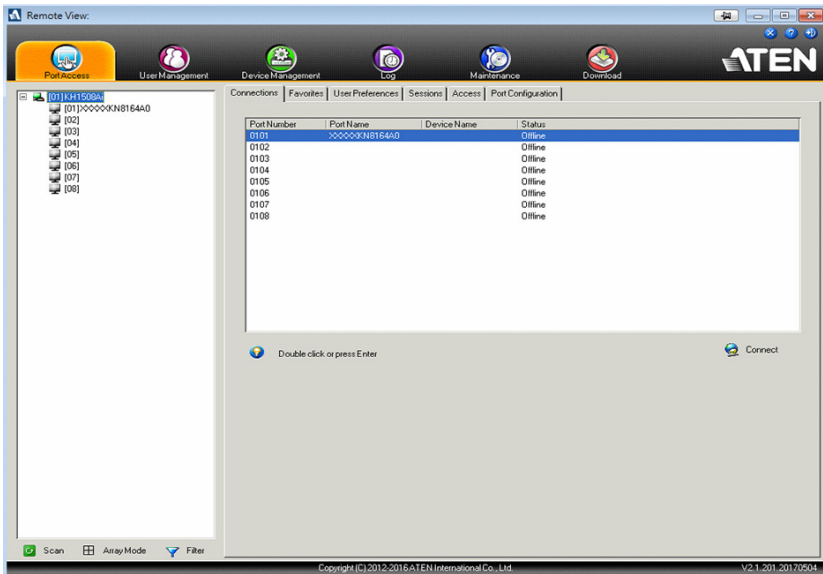 Remote View:
ATEN
Port Access
User Management
Device Management
Log
Maintenance
Download
[01]KH1508Ai
[01]XXXXXKN8164A0
[02]
[03]
[04]
[05]
[06]
[07]
[08]
Connections Favorites User Preferences Sessions Access Port Configuration
Port Number Port Name Device Name Status
0101 XXXXXKN8164A0 Offline
0102 Offline
0103 Offline
0104 Offline
0105 Offline
0106 Offline
0107 Offline
0108 Offline
Double click or press Enter
Connect
Scan Array Mode Filter
Copyright (C) 2012-2016 ATEN International Co., Ltd.
V2.1.201.20170504